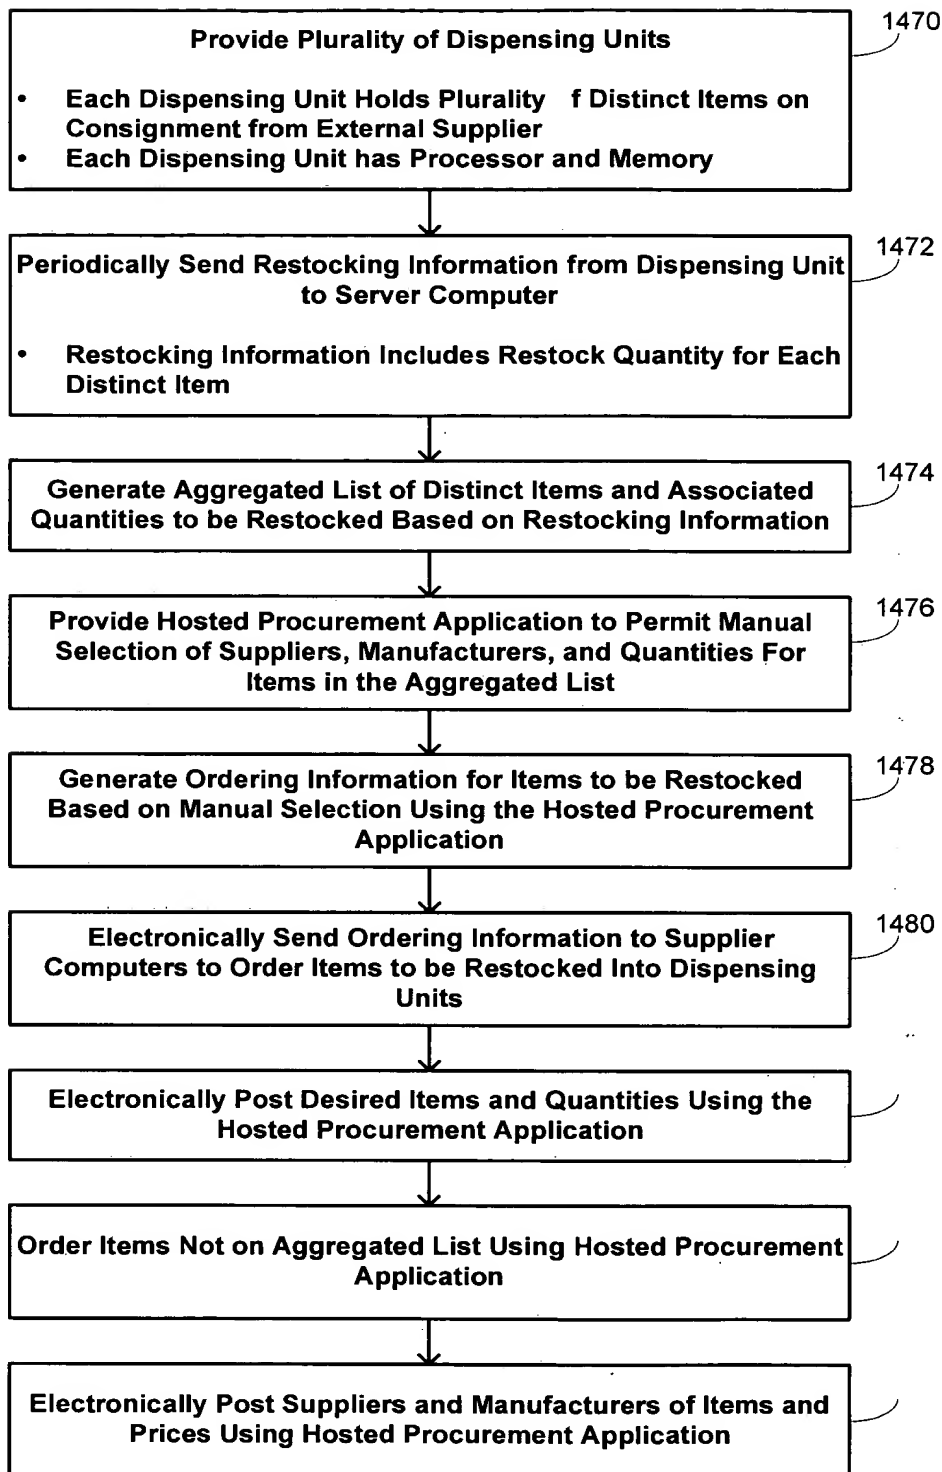 1470
Provide Plurality of Dispensing Units
• Each Dispensing Unit Holds Plurality f Distinct Items on
Consignment from External Supplier
• Each Dispensing Unit has Processor and Memory
1472
Periodically Send Restocking Information from Dispensing Unit
to Server Computer
• Restocking Information Includes Restock Quantity for Each
Distinct Item
1474
Generate Aggregated List of Distinct Items and Associated
Quantities to be Restocked Based on Restocking Information
1476
Provide Hosted Procurement Application to Permit Manual
Selection of Suppliers, Manufacturers, and Quantities For
Items in the Aggregated List
1478
Generate Ordering Information for Items to be Restocked
Based on Manual Selection Using the Hosted Procurement
Application
1480
Electronically Send Ordering Information to Supplier
Computers to Order Items to be Restocked Into Dispensing
Units
Electronically Post Desired Items and Quantities Using the
Hosted Procurement Application
Order Items Not on Aggregated List Using Hosted Procurement
Application
Electronically Post Suppliers and Manufacturers of Items and
Prices Using Hosted Procurement Application